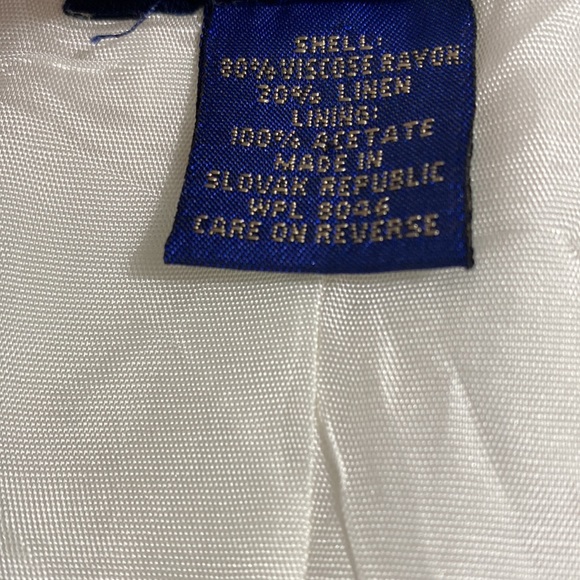 SHELL:
80% VISCOSE RAYON
20% LINEN
LINING:
100% ACETATE
MADE IN
SLOVAK REPUBLIC
WPL 8046
CARE ON REVERSE